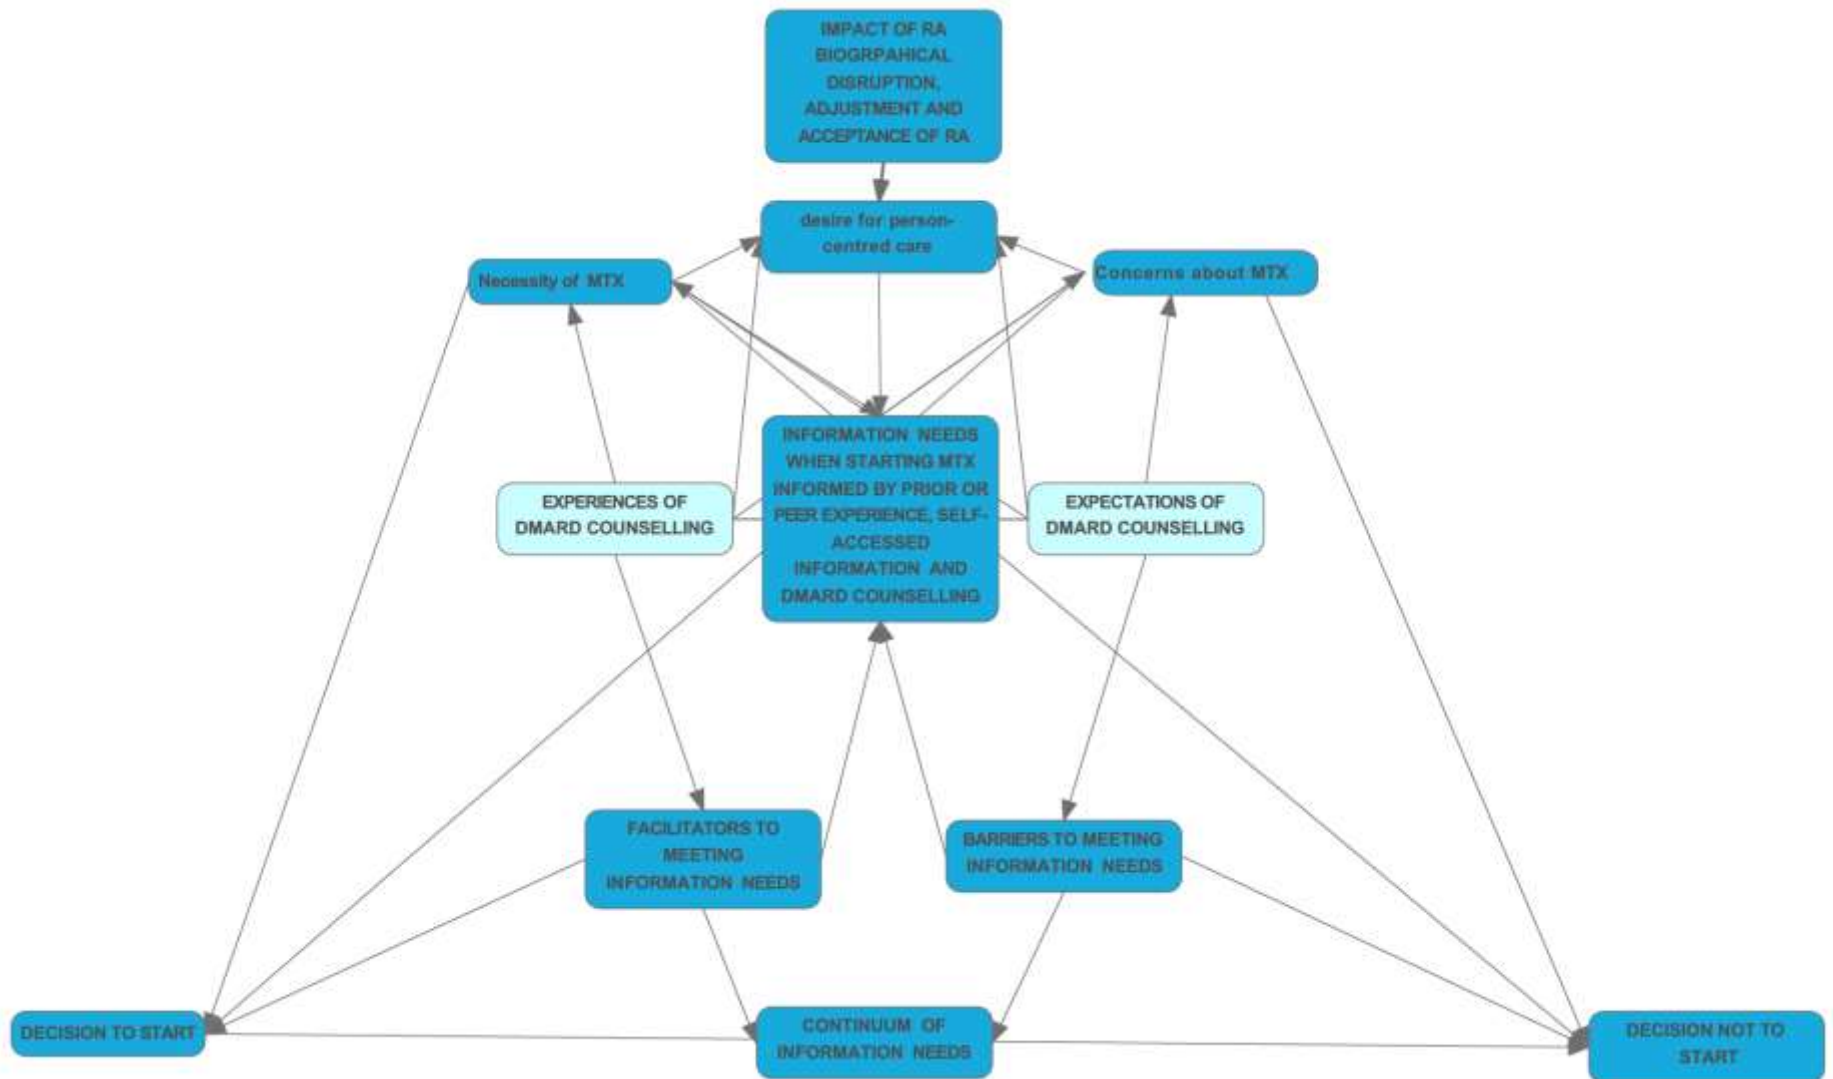 IMPACT OF RA
BIOGRPAHICAL
DISRUPTION,
ADJUSTMENT AND
ACCEPTANCE OF RA
desire for person-
centred care
Necessity of MTX
Concerns about MTX
INFORMATION NEEDS
WHEN STARTING MTX
INFORMED BY PRIOR OR
PEER EXPERIENCE, SELF-
ACCESSED
INFORMATION AND
DMARD COUNSELLING
EXPERIENCES OF
DMARD COUNSELLING
EXPECTATIONS OF
DMARD COUNSELLING
FACILITATORS TO
MEETING
INFORMATION NEEDS
BARRIERS TO MEETING
INFORMATION NEEDS
DECISION TO START
CONTINUUM OF
INFORMATION NEEDS
DECISION NOT TO
START